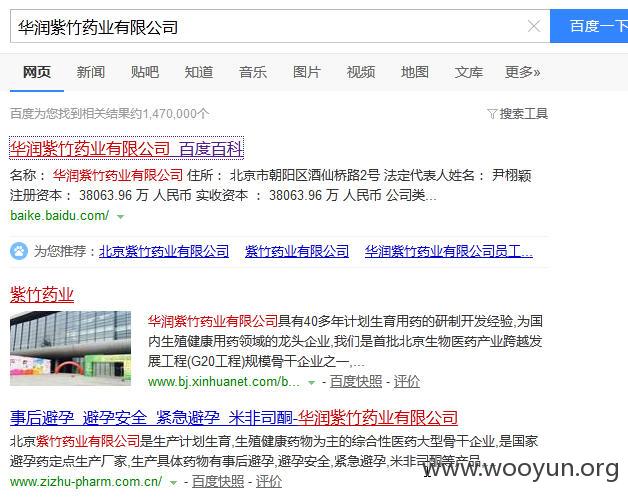 华润紫竹药业有限公司
百度一下
网页 新闻 贴吧 知道 音乐 图片 视频 地图 文库 更多»
百度为您找到相关结果约1,470,000个 搜索工具
华润紫竹药业有限公司_百度百科
名称： 华润紫竹药业有限公司 住所： 北京市朝阳区酒仙桥路2号 法定代表人姓名： 尹栩颖
注册资本： 38063.96 万 人民币 实收资本 ： 38063.96 万 人民币 公司类...
baike.baidu.com/
为您推荐： 北京紫竹药业有限公司 紫竹药业有限公司 华润紫竹药业有限公司员工...
紫竹药业
华润紫竹药业有限公司具有40多年计划生育用药的研制开发经验,为国
内生殖健康用药领域的龙头企业,我们是首批北京生物医药产业跨越发
展工程(G20工程)规模骨干企业之一,...
www.bj.xinhuanet.com/b... - 百度快照 - 评价
事后避孕_避孕安全_紧急避孕_米非司酮-华润紫竹药业有限公司
北京紫竹药业有限公司是生产计划生育,生殖健康药物为主的综合性医药大型骨干企业,是国家
避孕药定点生产厂家,生产具体药物有事后避孕,避孕安全,紧急避孕,米非司酮等产品。
www.zizhu-pharm.com.cn/ - 百度快照 - 评价
www.wooyun.org